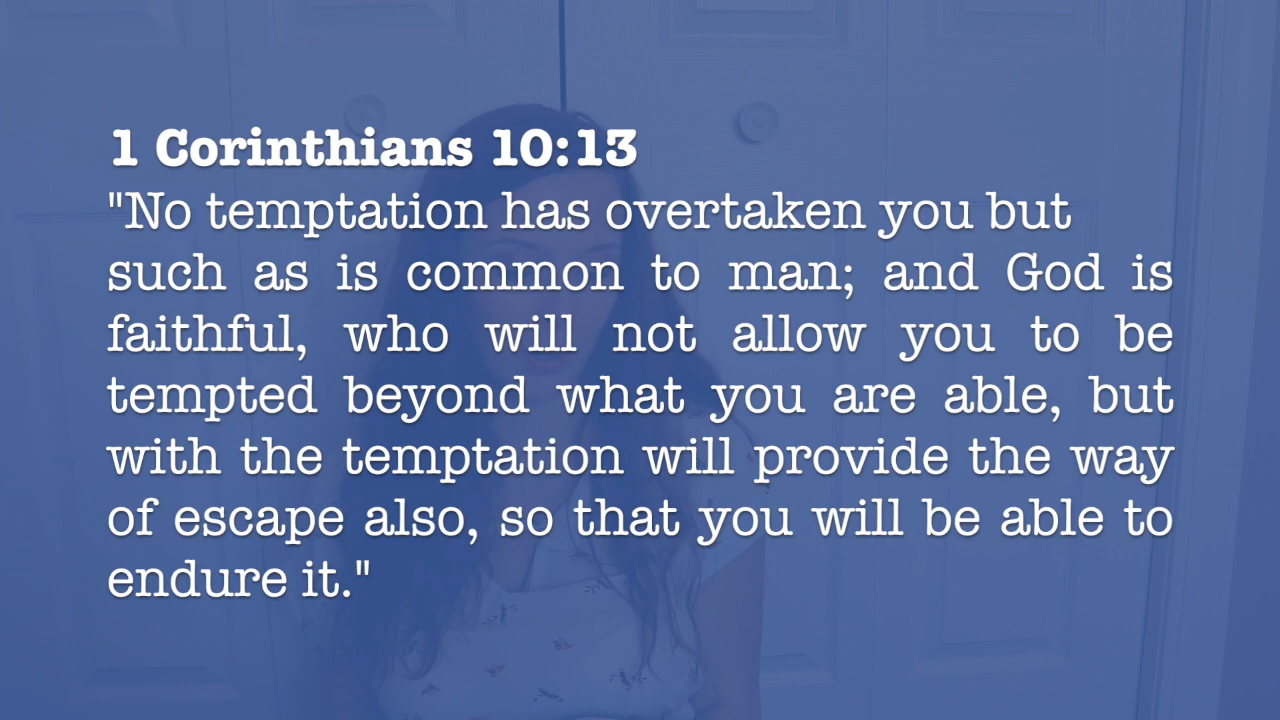 1 Corinthians 10:13
"No temptation has overtaken you but
such as is common to man; and God is
faithful, who will not allow you to be
tempted beyond what you are able, but
with the temptation will provide the way
of escape also, so that you will be able to
endure it."